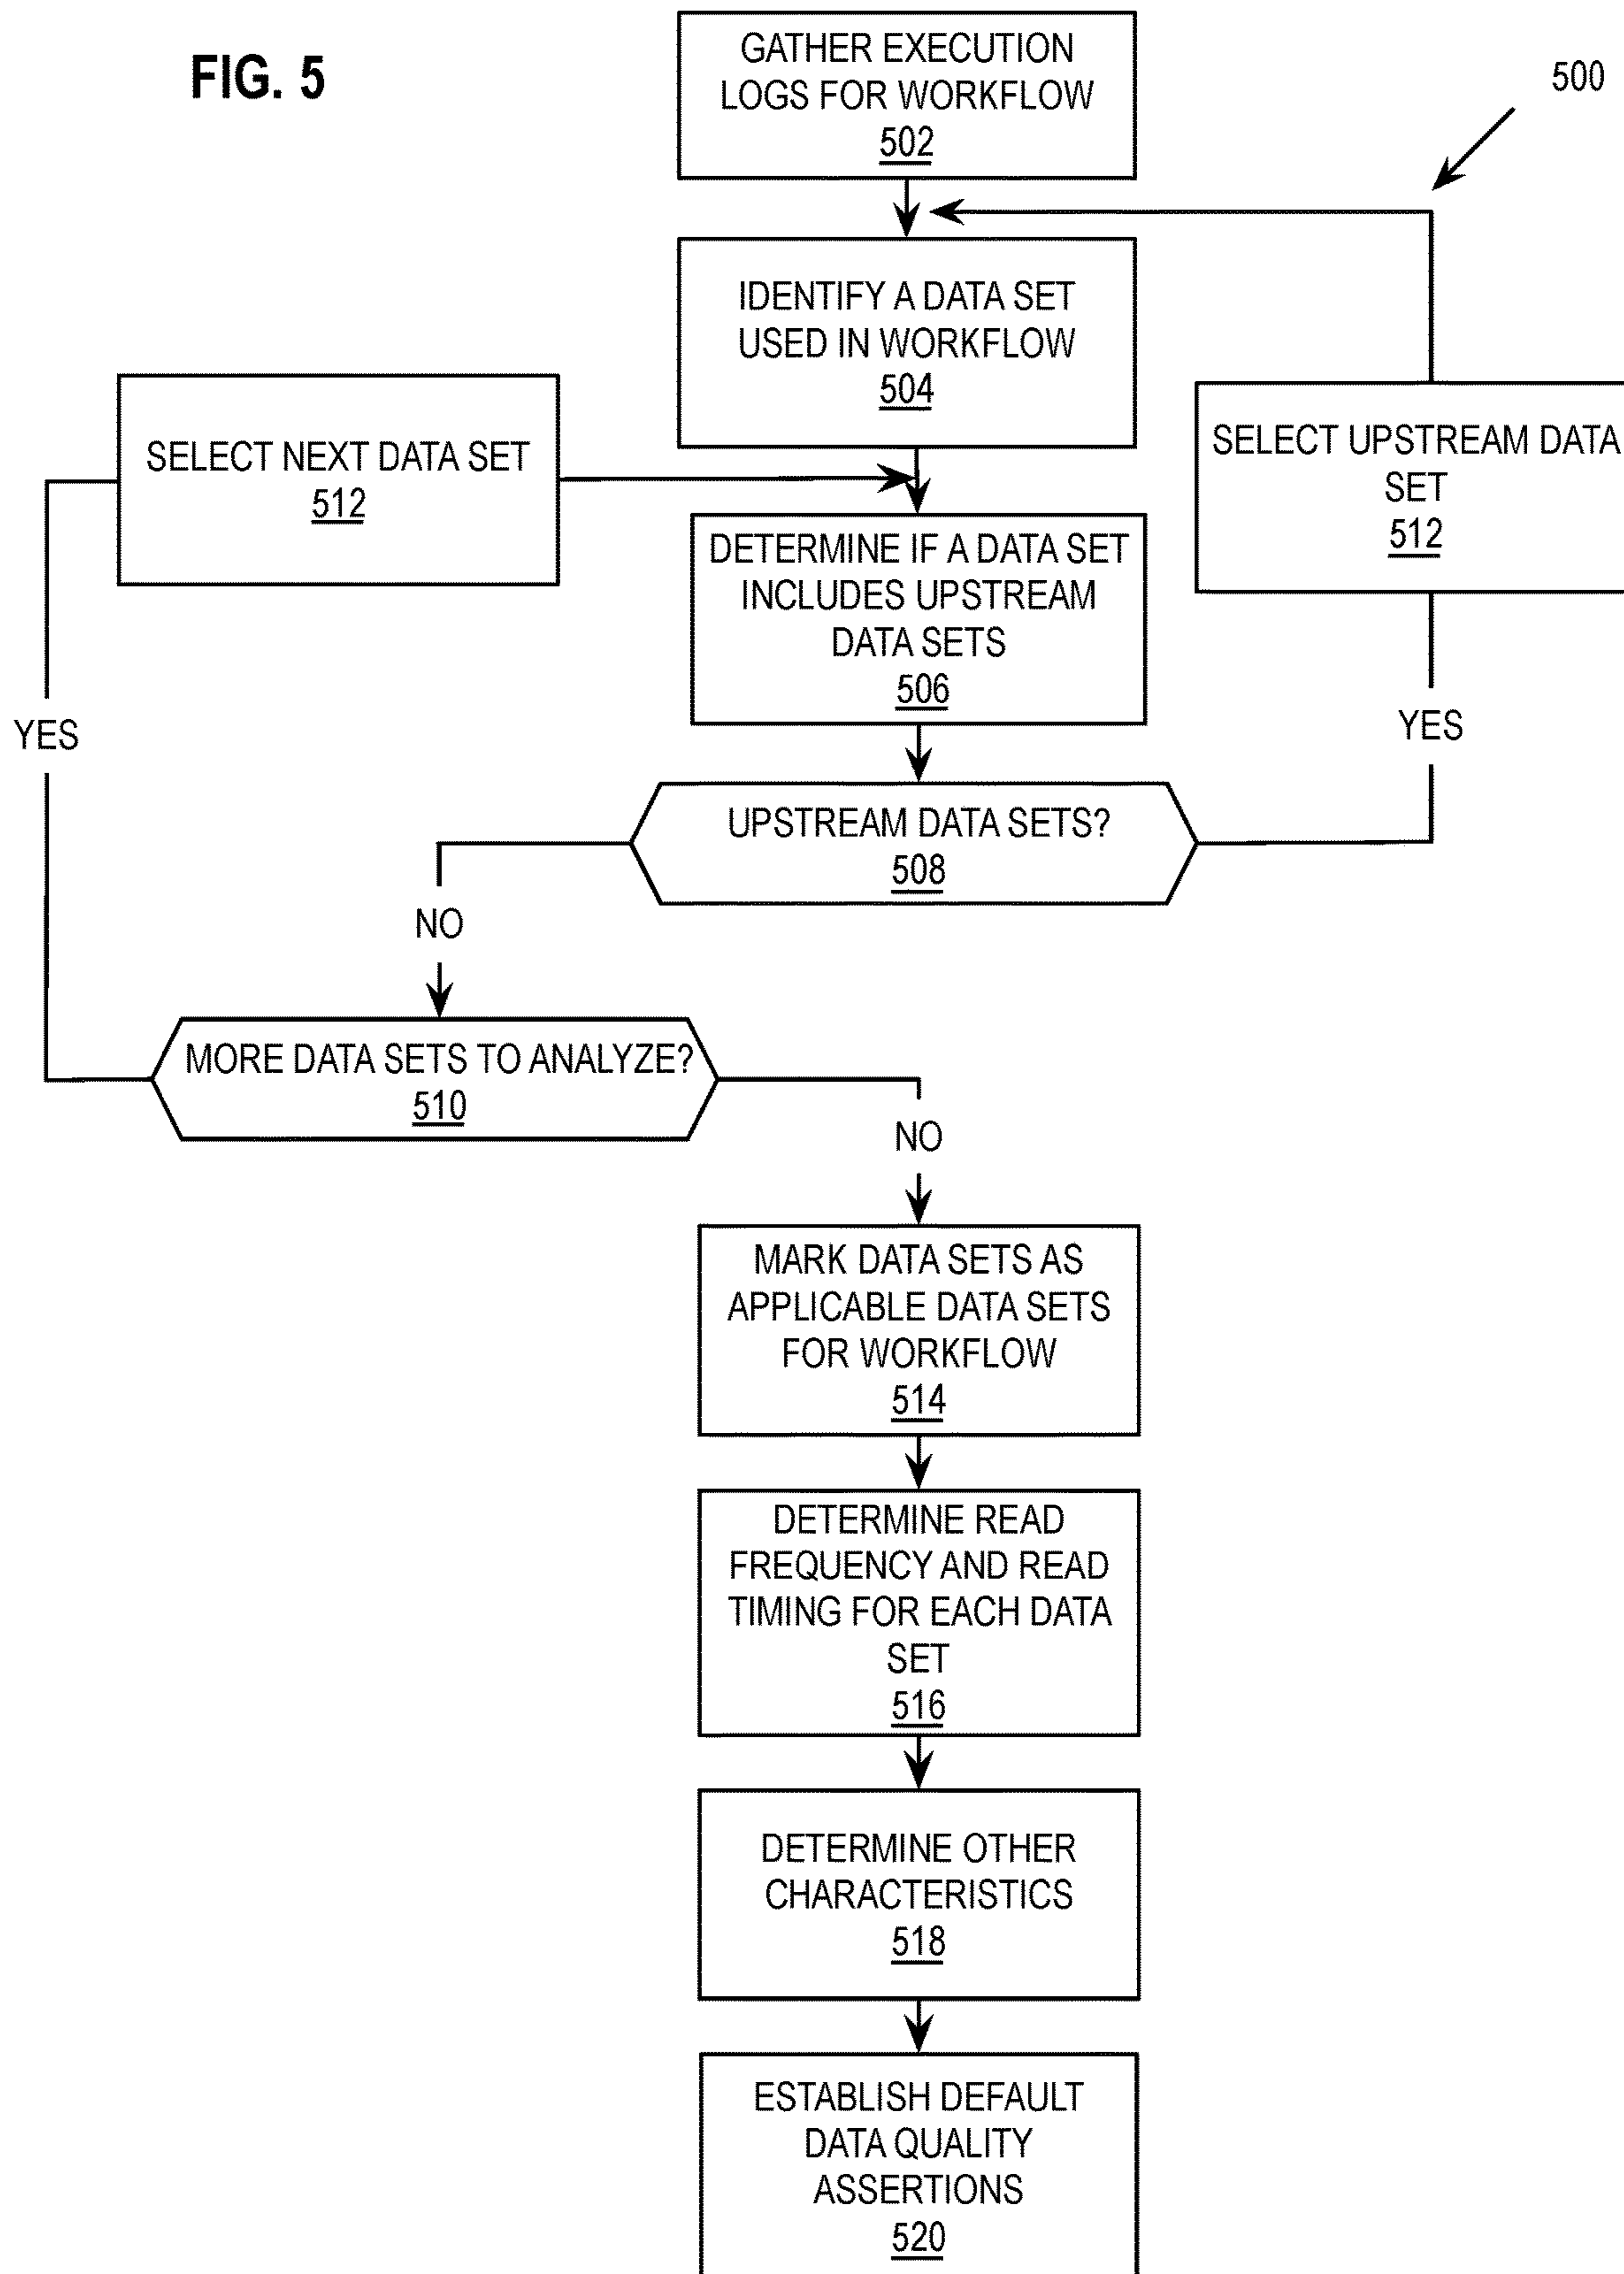 FIG. 5
500
GATHER EXECUTION
LOGS FOR WORKFLOW
502
IDENTIFY A DATA SET
USED IN WORKFLOW
504
SELECT NEXT DATA SET
512
SELECT UPSTREAM DATA
SET
512
DETERMINE IF A DATA SET
INCLUDES UPSTREAM
DATA SETS
506
YES
YES
UPSTREAM DATA SETS?
508
NO
MORE DATA SETS TO ANALYZE?
510
NO
MARK DATA SETS AS
APPLICABLE DATA SETS
FOR WORKFLOW
514
DETERMINE READ
FREQUENCY AND READ
TIMING FOR EACH DATA
SET
516
DETERMINE OTHER
CHARACTERISTICS
518
ESTABLISH DEFAULT
DATA QUALITY
ASSERTIONS
520